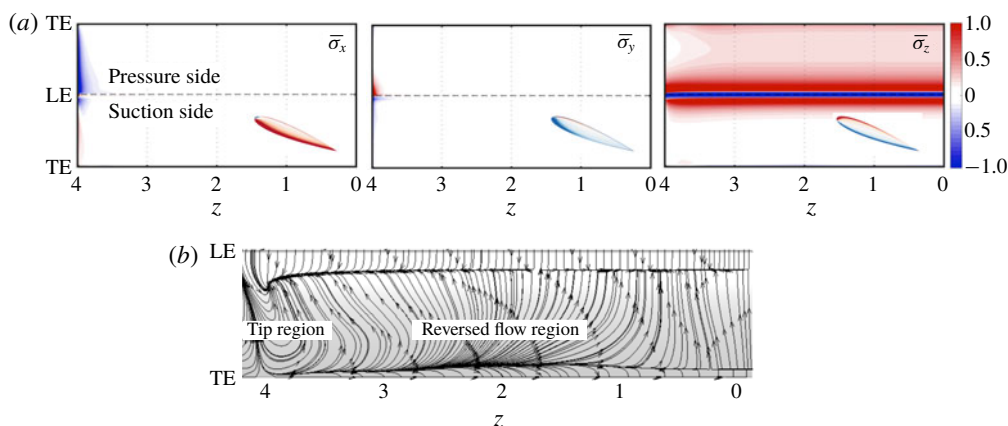 (a) TE
LE
TE
Pressure side
Suction side
σ̅x
4 3 2 1 0
z
σ̅y
4 3 2 1 0
z
σ̅z
4 3 2 1 0
z
1.0
0.5
0
0.5
−1.0
(b) LE
TE
Tip region
Reversed flow region
4 3 2 1 0
z